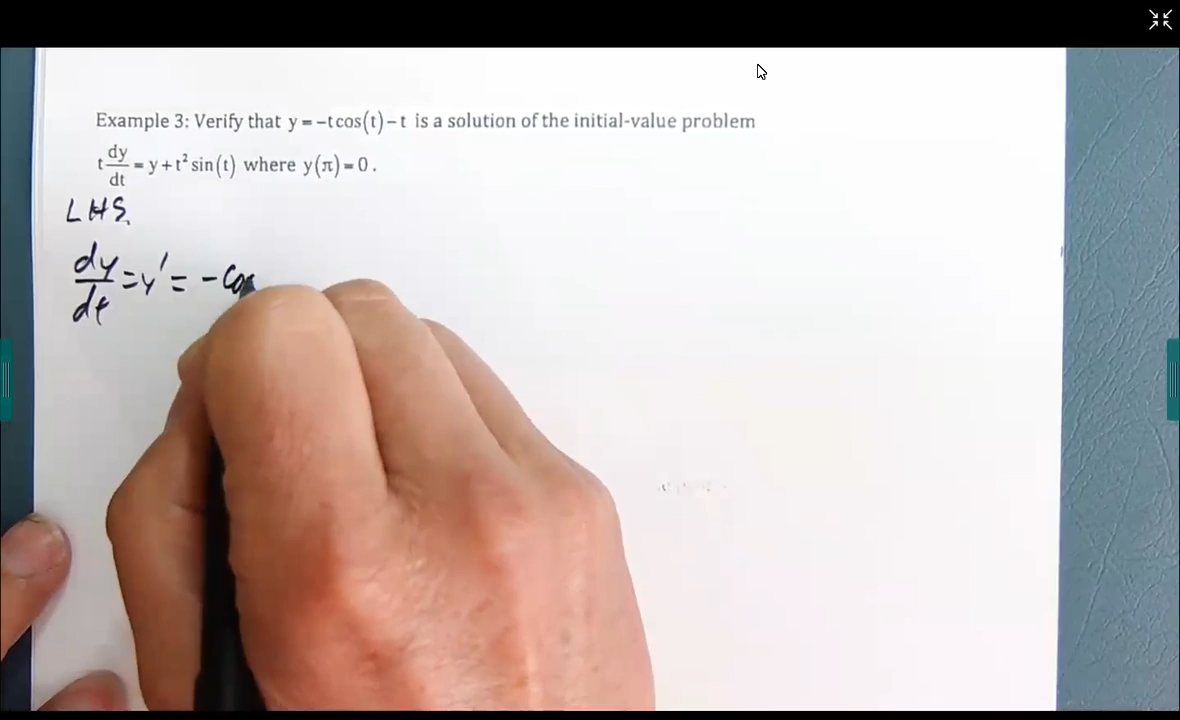 Example 3: Verify that y = −t cos(t) − t is a solution of the initial-value problem
t dy/dt = y + t² sin(t) where y(π) = 0.
LHS
dy/dt = y' = -Co